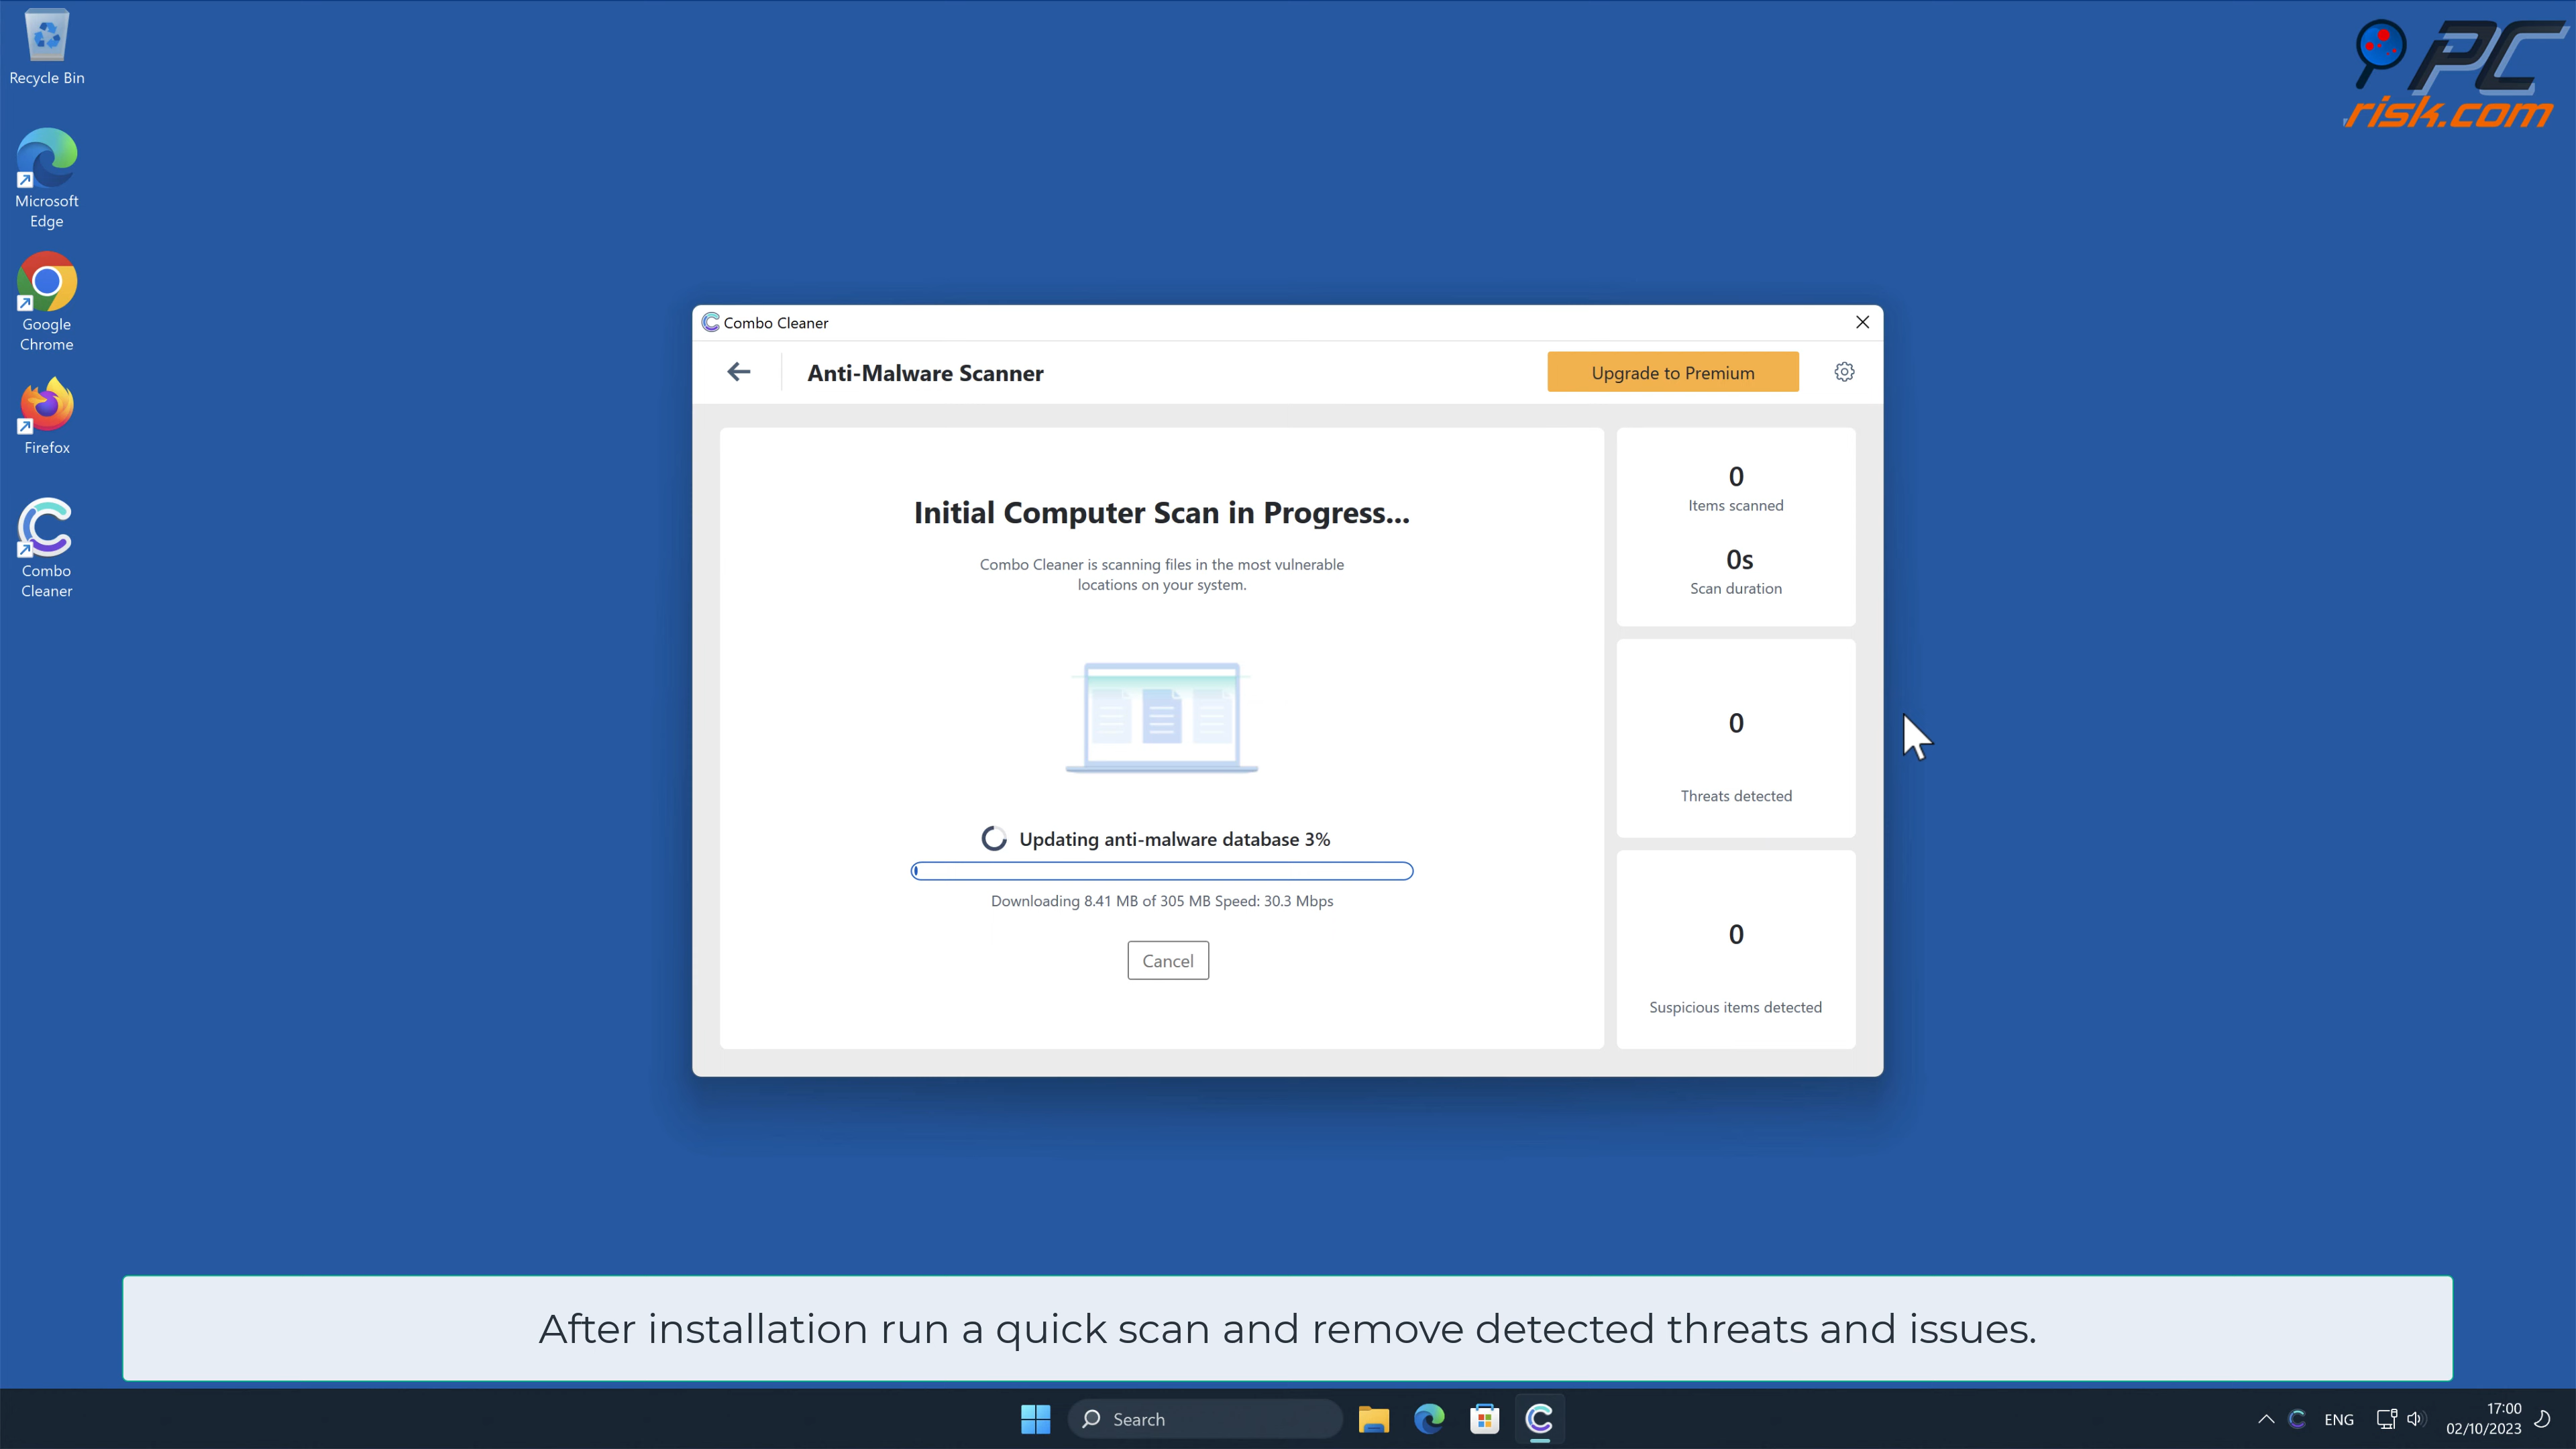 Recycle Bin
Microsoft
Edge
Google
Chrome
Firefox
Combo
Cleaner
PC
risk.com
Combo Cleaner
Anti-Malware Scanner
Upgrade to Premium
Initial Computer Scan in Progress...
Combo Cleaner is scanning files in the most vulnerable
locations on your system.
Updating anti-malware database 3%
Downloading 8.41 MB of 305 MB Speed: 30.3 Mbps
Cancel
0
Items scanned
0s
Scan duration
0
Threats detected
0
Suspicious items detected
After installation run a quick scan and remove detected threats and issues.
Search
ENG
17:00
02/10/2023